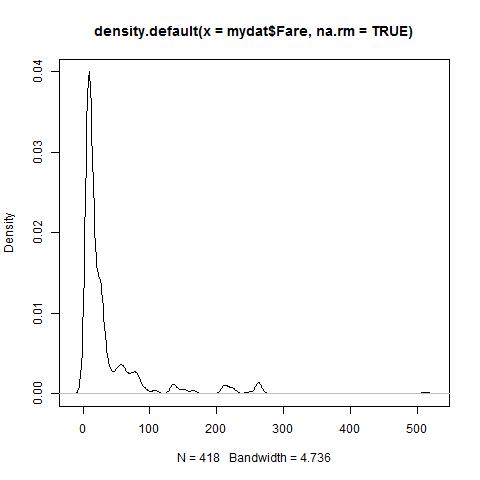 density.default(x = mydat$Fare, na.rm = TRUE)
Density
0.04
0.03
0.02
0.01
0.00
0 100 200 300 400 500
N = 418 Bandwidth = 4.736